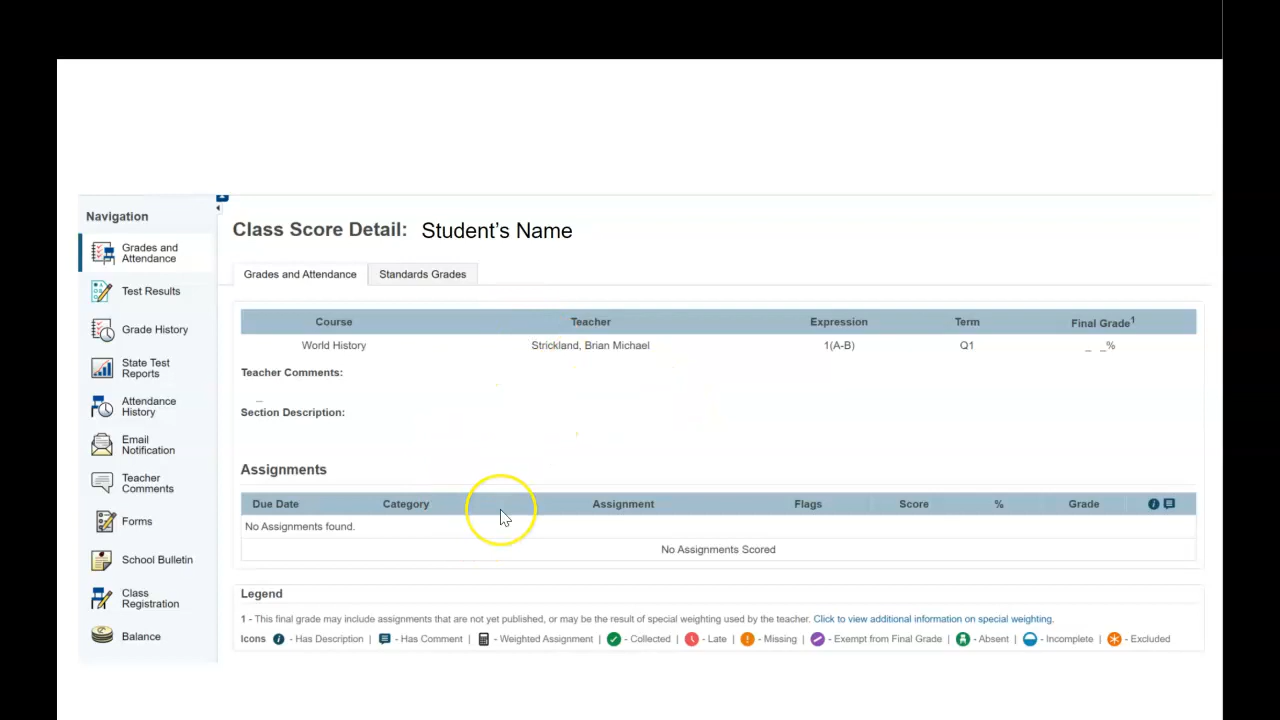 Navigation
Grades and
Attendance
Test Results
Grade History
State Test
Reports
Attendance
History
Email
Notification
Teacher
Comments
Forms
School Bulletin
Class
Registration
Balance
Class Score Detail: Student's Name
Grades and Attendance Standards Grades
Course Teacher Expression Term Final Grade1
World History Strickland, Brian Michael 1(A-B) Q1 _ _%
Teacher Comments:
_
Section Description:
Assignments
Due Date Category Assignment Flags Score % Grade
No Assignments found.
No Assignments Scored
Legend
1 - This final grade may include assignments that are not yet published, or may be the result of special weighting used by the teacher. Click to view additional information on special weighting.
Icons - Has Description | - Has Comment | - Weighted Assignment | - Collected | - Late | - Missing | - Exempt from Final Grade | - Absent | - Incomplete | - Excluded